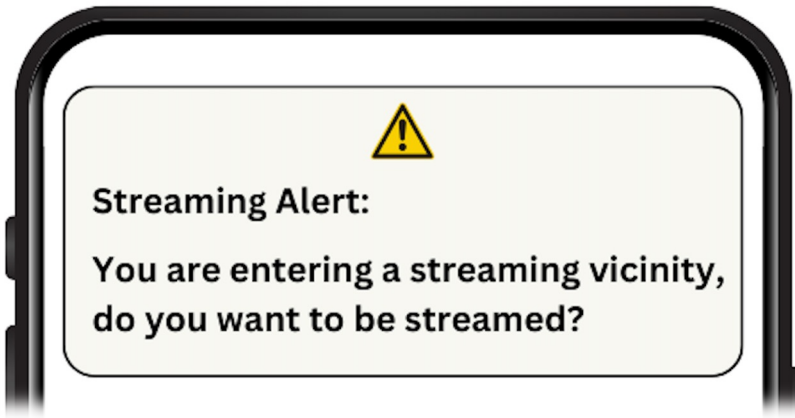 Streaming Alert:
You are entering a streaming vicinity,
do you want to be streamed?